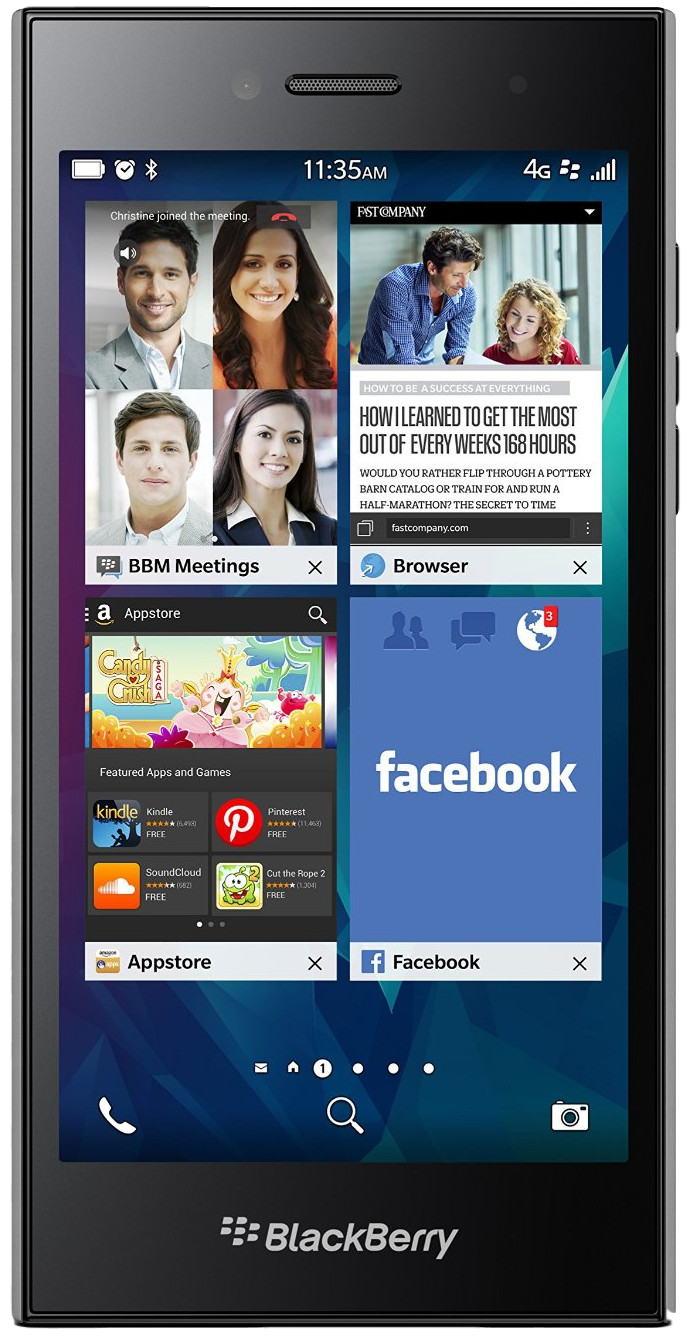 11:35AM
4G
Christine joined the meeting.
BBM Meetings
FAST COMPANY
HOW TO BE A SUCCESS AT EVERYTHING
HOW I LEARNED TO GET THE MOST
OUT OF EVERY WEEKS 168 HOURS
WOULD YOU RATHER FLIP THROUGH A POTTERY
BARN CATALOG OR TRAIN FOR AND RUN A
HALF-MARATHON? THE SECRET TO TIME
fastcompany.com
Browser
a Appstore
Candy
Crush
SAGA
Featured Apps and Games
kindle
Kindle
(6,493)
FREE
Pinterest
(11,463)
FREE
SoundCloud
(682)
FREE
2
Cut the Rope 2
(1,304)
FREE
amazon
apps
Appstore
3
facebook
f
Facebook
1
BlackBerry